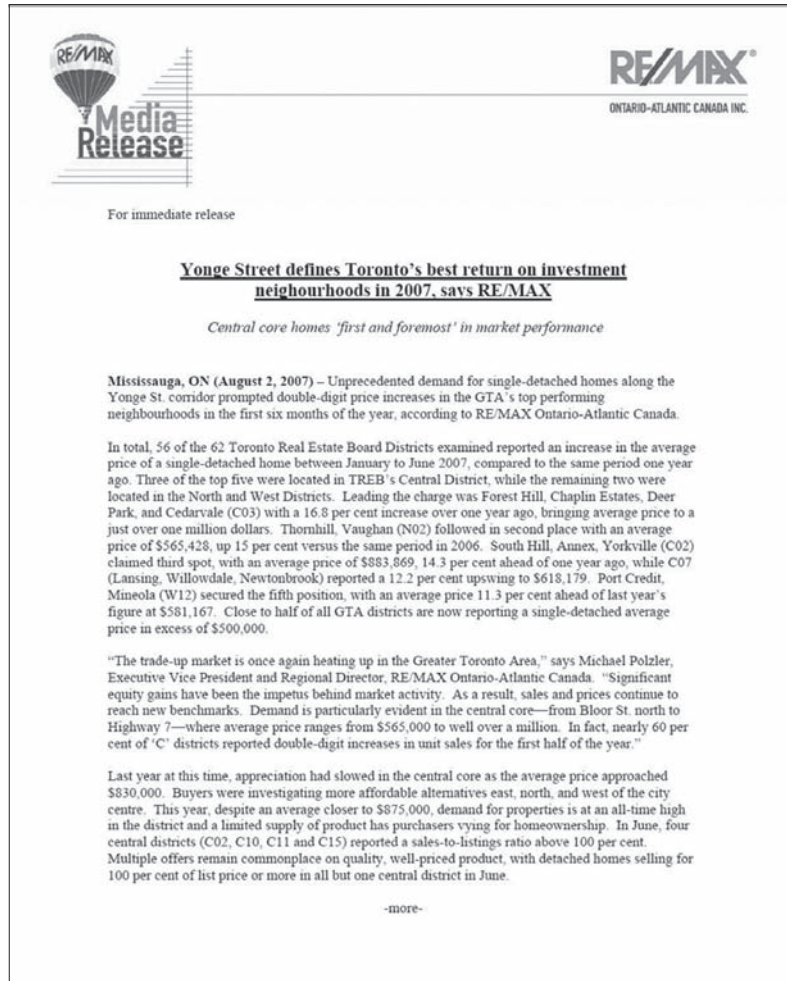 RE/MAX
Media
Release
RE/MAX®
ONTARIO-ATLANTIC CANADA INC.
For immediate release
Yonge Street defines Toronto's best return on investment
neighourhoods in 2007, says RE/MAX
Central core homes 'first and foremost' in market performance
Mississauga, ON (August 2, 2007) – Unprecedented demand for single-detached homes along the
Yonge St. corridor prompted double-digit price increases in the GTA's top performing
neighbourhoods in the first six months of the year, according to RE/MAX Ontario-Atlantic Canada.
In total, 56 of the 62 Toronto Real Estate Board Districts examined reported an increase in the average
price of a single-detached home between January to June 2007, compared to the same period one year
ago. Three of the top five were located in TREB's Central District, while the remaining two were
located in the North and West Districts. Leading the charge was Forest Hill, Chaplin Estates, Deer
Park, and Cedarvale (C03) with a 16.8 per cent increase over one year ago, bringing average price to a
just over one million dollars. Thornhill, Vaughan (N02) followed in second place with an average
price of $565,428, up 15 per cent versus the same period in 2006. South Hill, Annex, Yorkville (C02)
claimed third spot, with an average price of $883,869, 14.3 per cent ahead of one year ago, while C07
(Lansing, Willowdale, Newtonbrook) reported a 12.2 per cent upswing to $618,179. Port Credit,
Mineola (W12) secured the fifth position, with an average price 11.3 per cent ahead of last year's
figure at $581,167. Close to half of all GTA districts are now reporting a single-detached average
price in excess of $500,000.
"The trade-up market is once again heating up in the Greater Toronto Area," says Michael Polzler,
Executive Vice President and Regional Director, RE/MAX Ontario-Atlantic Canada. "Significant
equity gains have been the impetus behind market activity. As a result, sales and prices continue to
reach new benchmarks. Demand is particularly evident in the central core—from Bloor St. north to
Highway 7—where average price ranges from $565,000 to well over a million. In fact, nearly 60 per
cent of 'C' districts reported double-digit increases in unit sales for the first half of the year."
Last year at this time, appreciation had slowed in the central core as the average price approached
$830,000. Buyers were investigating more affordable alternatives east, north, and west of the city
centre. This year, despite an average closer to $875,000, demand for properties is at an all-time high
in the district and a limited supply of product has purchasers vying for homeownership. In June, four
central districts (C02, C10, C11 and C15) reported a sales-to-listings ratio above 100 per cent.
Multiple offers remain commonplace on quality, well-priced product, with detached homes selling for
100 per cent of list price or more in all but one central district in June.
-more-